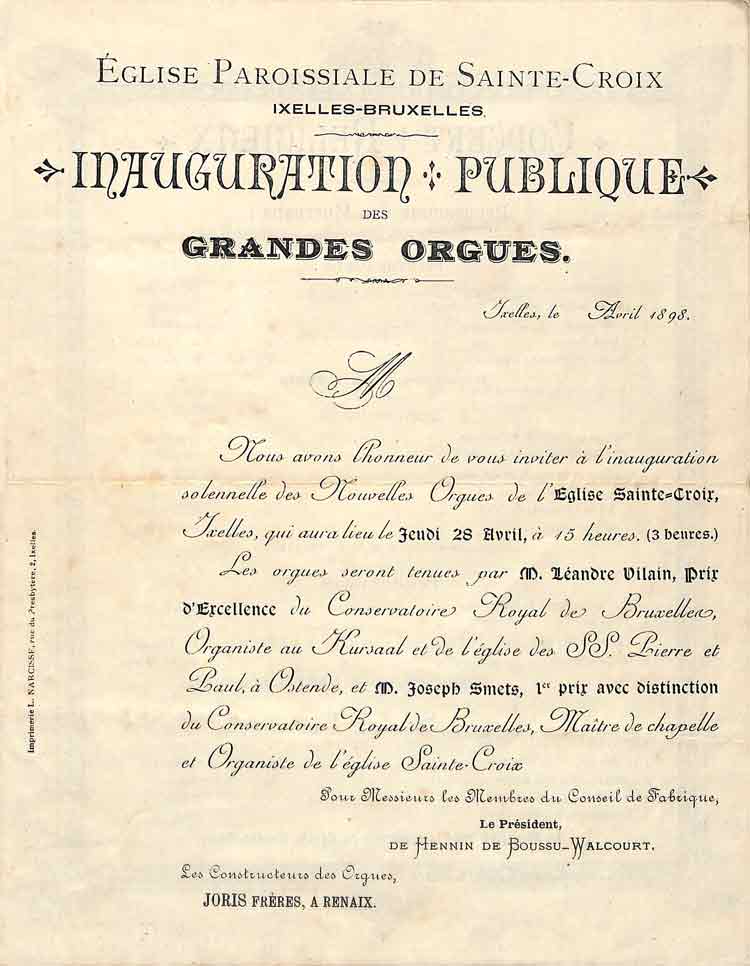 ÉGLISE PAROISSIALE DE SAINTE-CROIX
IXELLES-BRUXELLES.
INAUGURATION PUBLIQUE
DES
GRANDES ORGUES.
Ixelles, le Avril 1898.
M
Nous avons l'honneur de vous inviter à l'inauguration
solennelle des Nouvelles Orgues de l'Eglise Sainte-Croix,
Ixelles, qui aura lieu le Jeudi 28 Avril, à 15 heures. (3 heures.)
Les orgues seront tenues par M. Léandre Vilain, Prix
d'Excellence du Conservatoire Royal de Bruxelles,
Organiste au Kursaal et de l'église des SS. Pierre et
Paul, à Ostende, et M. Joseph Smets, 1er prix avec distinction
du Conservatoire Royal de Bruxelles, Maître de chapelle
et Organiste de l'église Sainte-Croix
Pour Messieurs les Membres du Conseil de Fabrique,
Le Président,
DE HENNIN DE BOUSSU-WALCOURT.
Les Constructeurs des Orgues,
JORIS FRÈRES, A RENAIX.
Imprimerie L. NARCISSE, rue du Presbytère, 2, Ixelles.